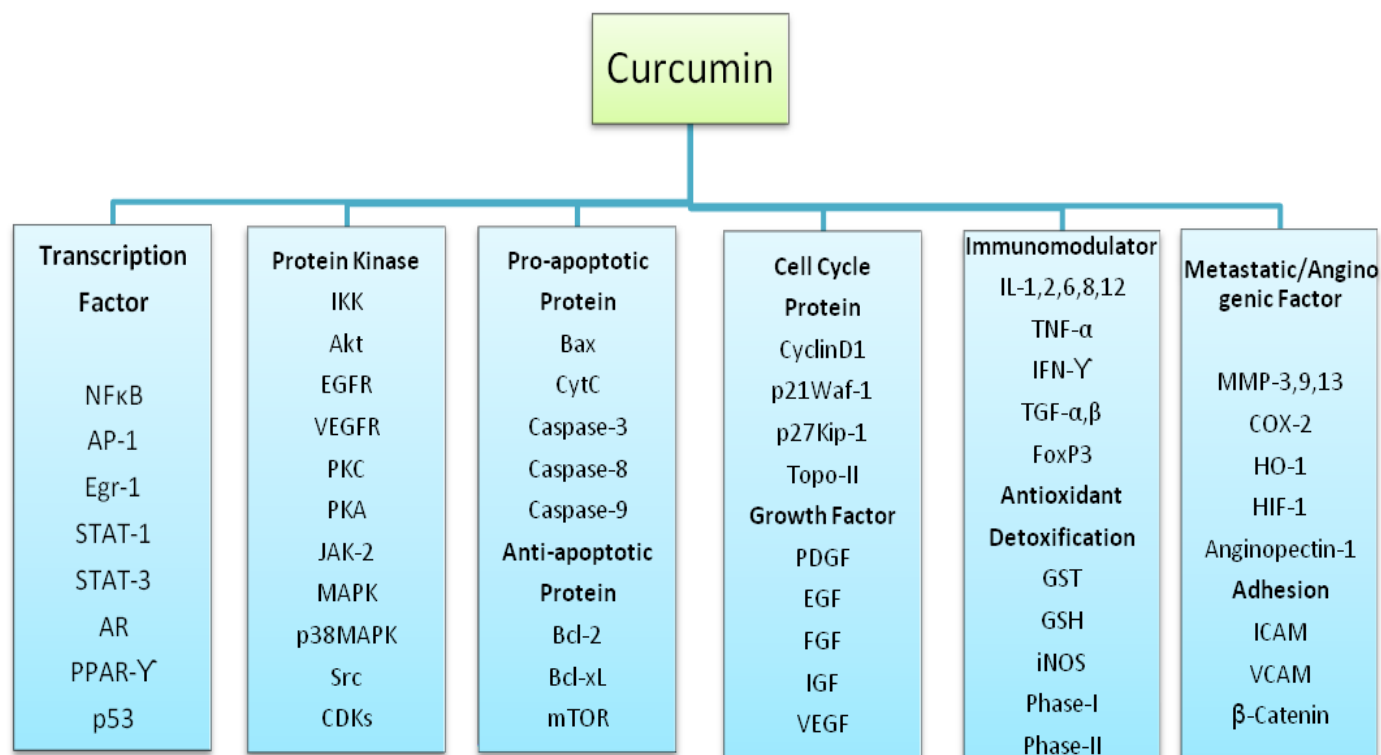 Curcumin
Transcription
Factor
NFκB
AP-1
Egr-1
STAT-1
STAT-3
AR
PPAR-ϒ
p53
Protein Kinase
IKK
Akt
EGFR
VEGFR
PKC
PKA
JAK-2
MAPK
p38MAPK
Src
CDKs
Pro-apoptotic
Protein
Bax
CytC
Caspase-3
Caspase-8
Caspase-9
Anti-apoptotic
Protein
Bcl-2
Bcl-xL
mTOR
Cell Cycle
Protein
CyclinD1
p21Waf-1
p27Kip-1
Topo-II
Growth Factor
PDGF
EGF
FGF
IGF
VEGF
Immunomodulator
IL-1,2,6,8,12
TNF-α
IFN-ϒ
TGF-α,β
FoxP3
Antioxidant
Detoxification
GST
GSH
iNOS
Phase-I
Phase-II
Metastatic/Angino
genic Factor
MMP-3,9,13
COX-2
HO-1
HIF-1
Anginopectin-1
Adhesion
ICAM
VCAM
β-Catenin